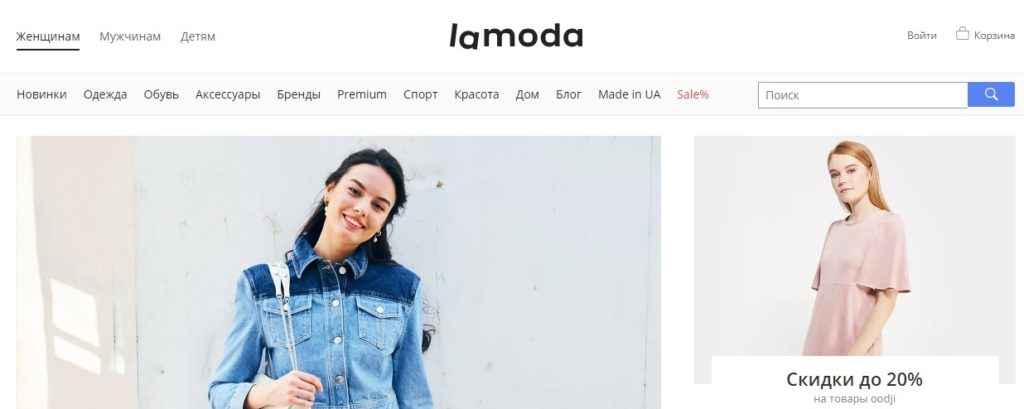 Женщинам Мужчинам Детям lamoda Войти Корзина
Новинки Одежда Обувь Аксессуары Бренды Premium Спорт Красота Дом Блог Made in UA Sale% Поиск
Скидки до 20%
на товары oodji